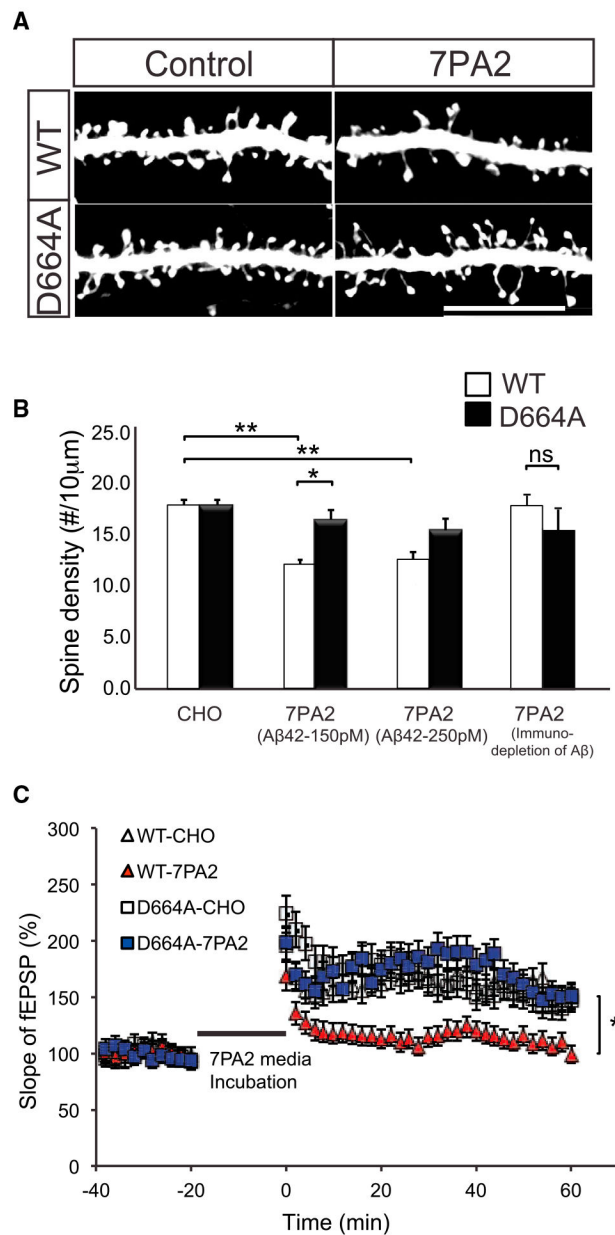 A
Control 7PA2
WT
D664A
B
WT
D664A
Spine density (#/10μm)
25.0
20.0
15.0
10.0
5.0
0.0
** 
**
*
ns
CHO
7PA2
(Aβ42-150pM)
7PA2
(Aβ42-250pM)
7PA2
(Immuno-
depletion of Aβ)
C
Slope of fEPSP (%)
300
250
200
150
100
50
0
WT-CHO
WT-7PA2
D664A-CHO
D664A-7PA2
7PA2 media
Incubation
*
-40 -20 0 20 40 60
Time (min)